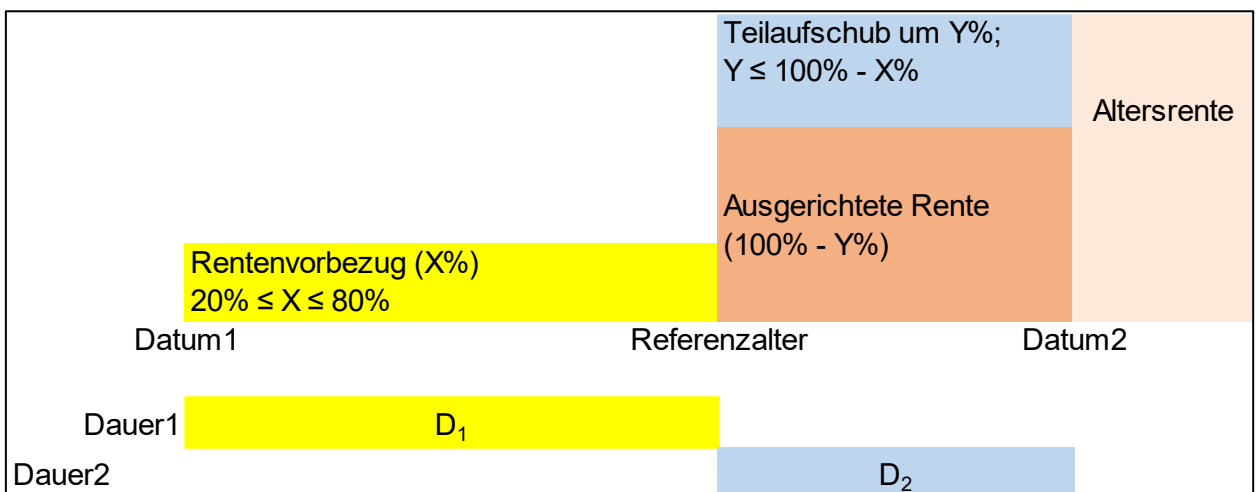 Teilaufschub um Y%;
Y ≤ 100% - X%
Altersrente
Ausgerichtete Rente
(100% - Y%)
Rentenvorbezug (X%)
20% ≤ X ≤ 80%
Datum1
Referenzalter
Datum2
Dauer1
D₁
Dauer2
D₂